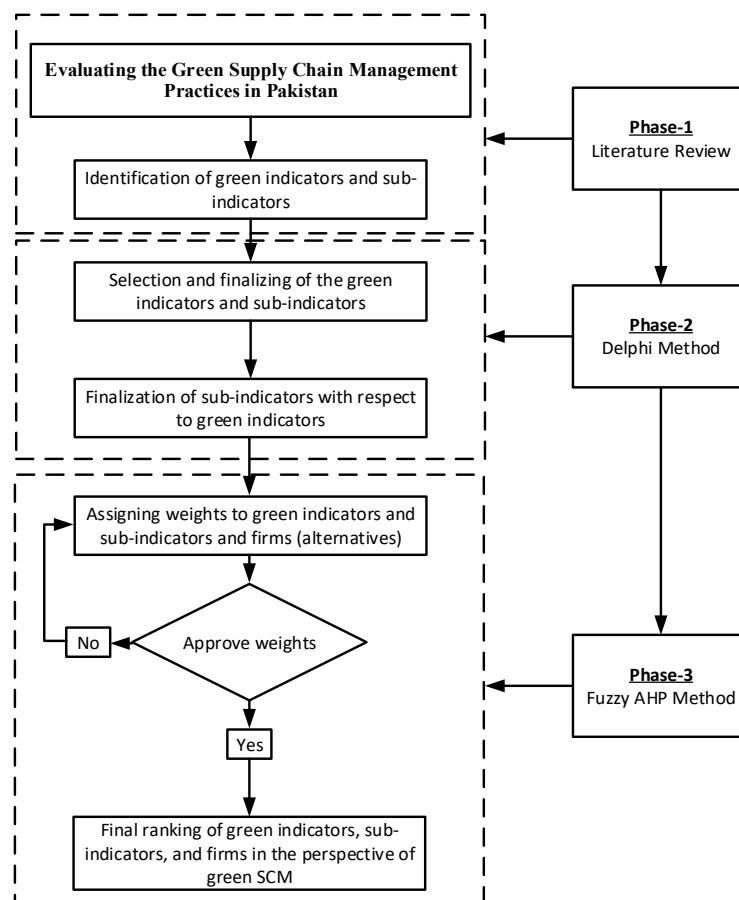 Evaluating the Green Supply Chain Management
Practices in Pakistan
Phase-1
Literature Review
Identification of green indicators and sub-
indicators
Selection and finalizing of the green
indicators and sub-indicators
Phase-2
Delphi Method
Finalization of sub-indicators with respect
to green indicators
Assigning weights to green indicators and
sub-indicators and firms (alternatives)
No
Approve weights
Phase-3
Fuzzy AHP Method
Yes
Final ranking of green indicators, sub-
indicators, and firms in the perspective of
green SCM